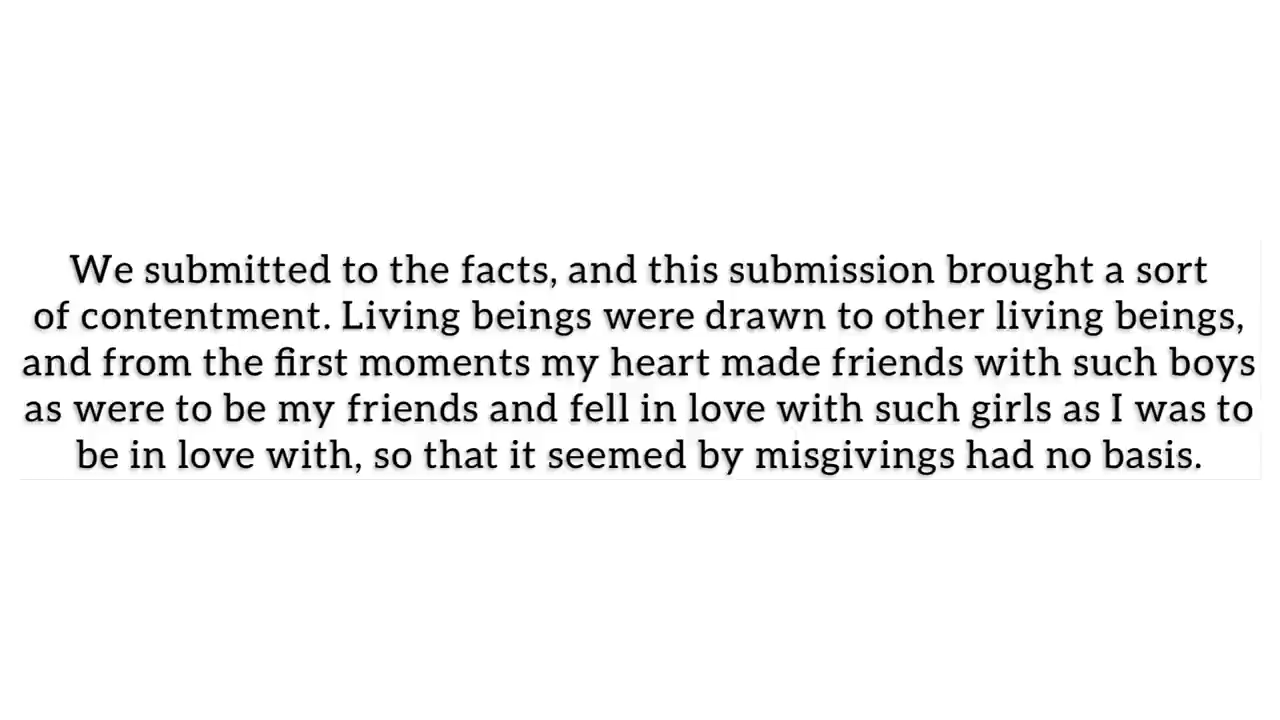 We submitted to the facts, and this submission brought a sort
of contentment. Living beings were drawn to other living beings,
and from the first moments my heart made friends with such boys
as were to be my friends and fell in love with such girls as I was to
be in love with, so that it seemed by misgivings had no basis.